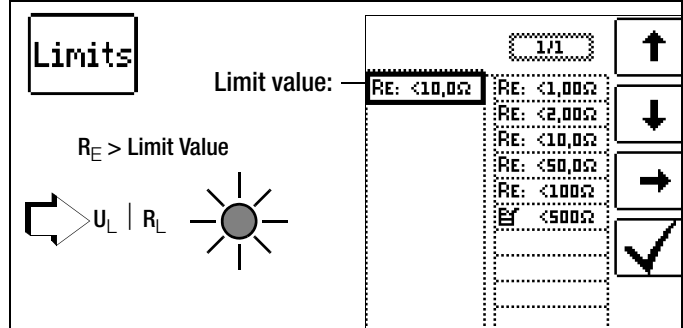 Limits
1/1
Limit value:
RE: <10,0Ω
RE: <1,00Ω
RE: <2,00Ω
RE: <10,0Ω
RE: <50,0Ω
RE: <100Ω
<500Ω
RE > Limit Value
UL | RL